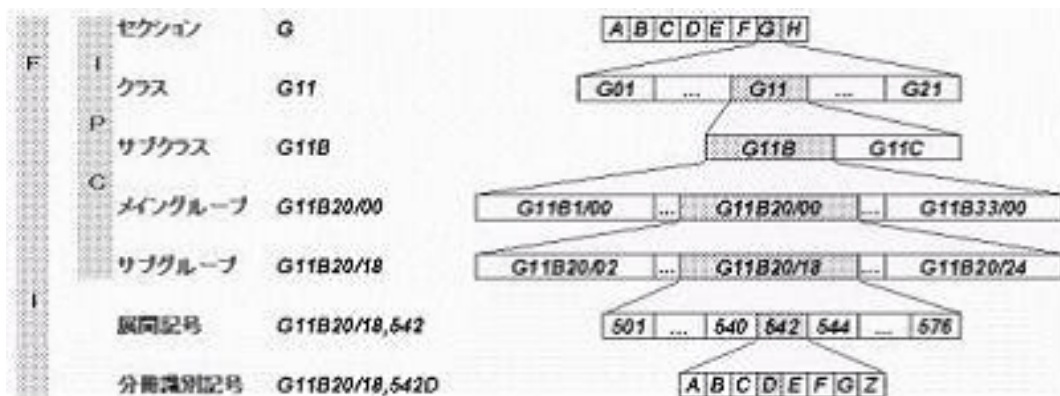 FI
IPC
セクション G A B C D E F G H
クラス G11 G01 ... G11 ... G21
サブクラス G11B G11B G11C
メイングループ G11B20/00 G11B1/00 ... G11B20/00 ... G11B33/00
サブグループ G11B20/18 G11B20/02 ... G11B20/18 ... G11B20/24
展開記号 G11B20/18,542 501 ... 540 542 544 ... 576
分冊識別記号 G11B20/18,542D A B C D E F G Z